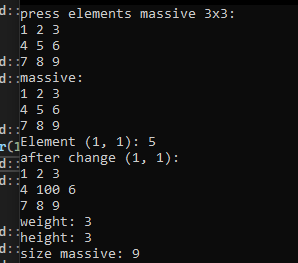 press elements massive 3x3:
1 2 3
4 5 6
7 8 9
massive:
1 2 3
4 5 6
7 8 9
Element (1, 1): 5
after change (1, 1):
1 2 3
4 100 6
7 8 9
weight: 3
height: 3
size massive: 9
d::
d::
d::
r(1
d::
d::
d::
d::